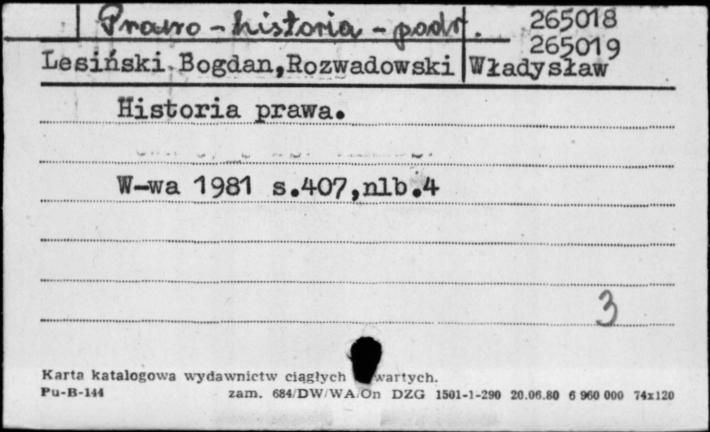 Prawo - historia - podr. 265018
265019
Lesiński Bogdan,Rozwadowski Władysław
Historia prawa.
W-wa 1981 s.407,nlb.4
3
Karta katalogowa wydawnictw ciągłych wartych.
Pu-B-144 zam. 684/DW/WA/On DZG 1501-1-290 20.06.80 6 960 000 74x120